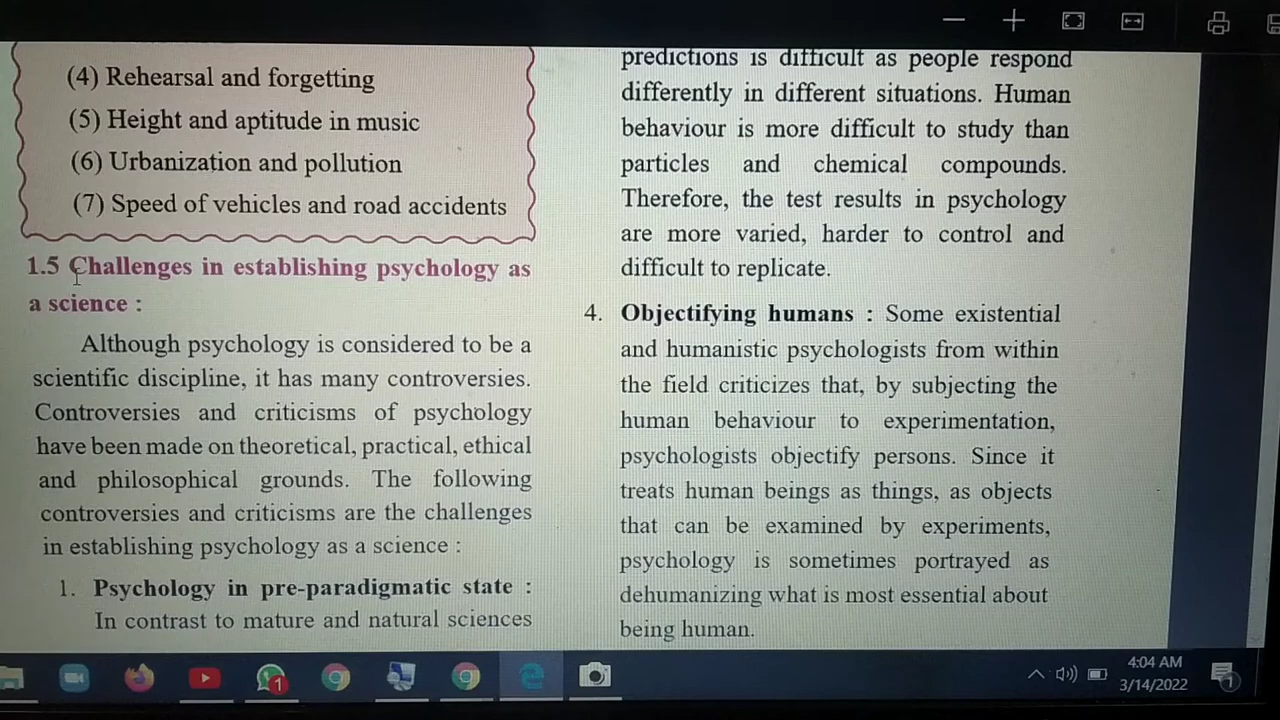 (4) Rehearsal and forgetting
(5) Height and aptitude in music
(6) Urbanization and pollution
(7) Speed of vehicles and road accidents
1.5 Challenges in establishing psychology as
a science :
Although psychology is considered to be a
scientific discipline, it has many controversies.
Controversies and criticisms of psychology
have been made on theoretical, practical, ethical
and philosophical grounds. The following
controversies and criticisms are the challenges
in establishing psychology as a science :
1. Psychology in pre-paradigmatic state :
In contrast to mature and natural sciences
predictions is difficult as people respond
differently in different situations. Human
behaviour is more difficult to study than
particles and chemical compounds.
Therefore, the test results in psychology
are more varied, harder to control and
difficult to replicate.
4. Objectifying humans : Some existential
and humanistic psychologists from within
the field criticizes that, by subjecting the
human behaviour to experimentation,
psychologists objectify persons. Since it
treats human beings as things, as objects
that can be examined by experiments,
psychology is sometimes portrayed as
dehumanizing what is most essential about
being human.
1
4:04 AM
3/14/2022
1